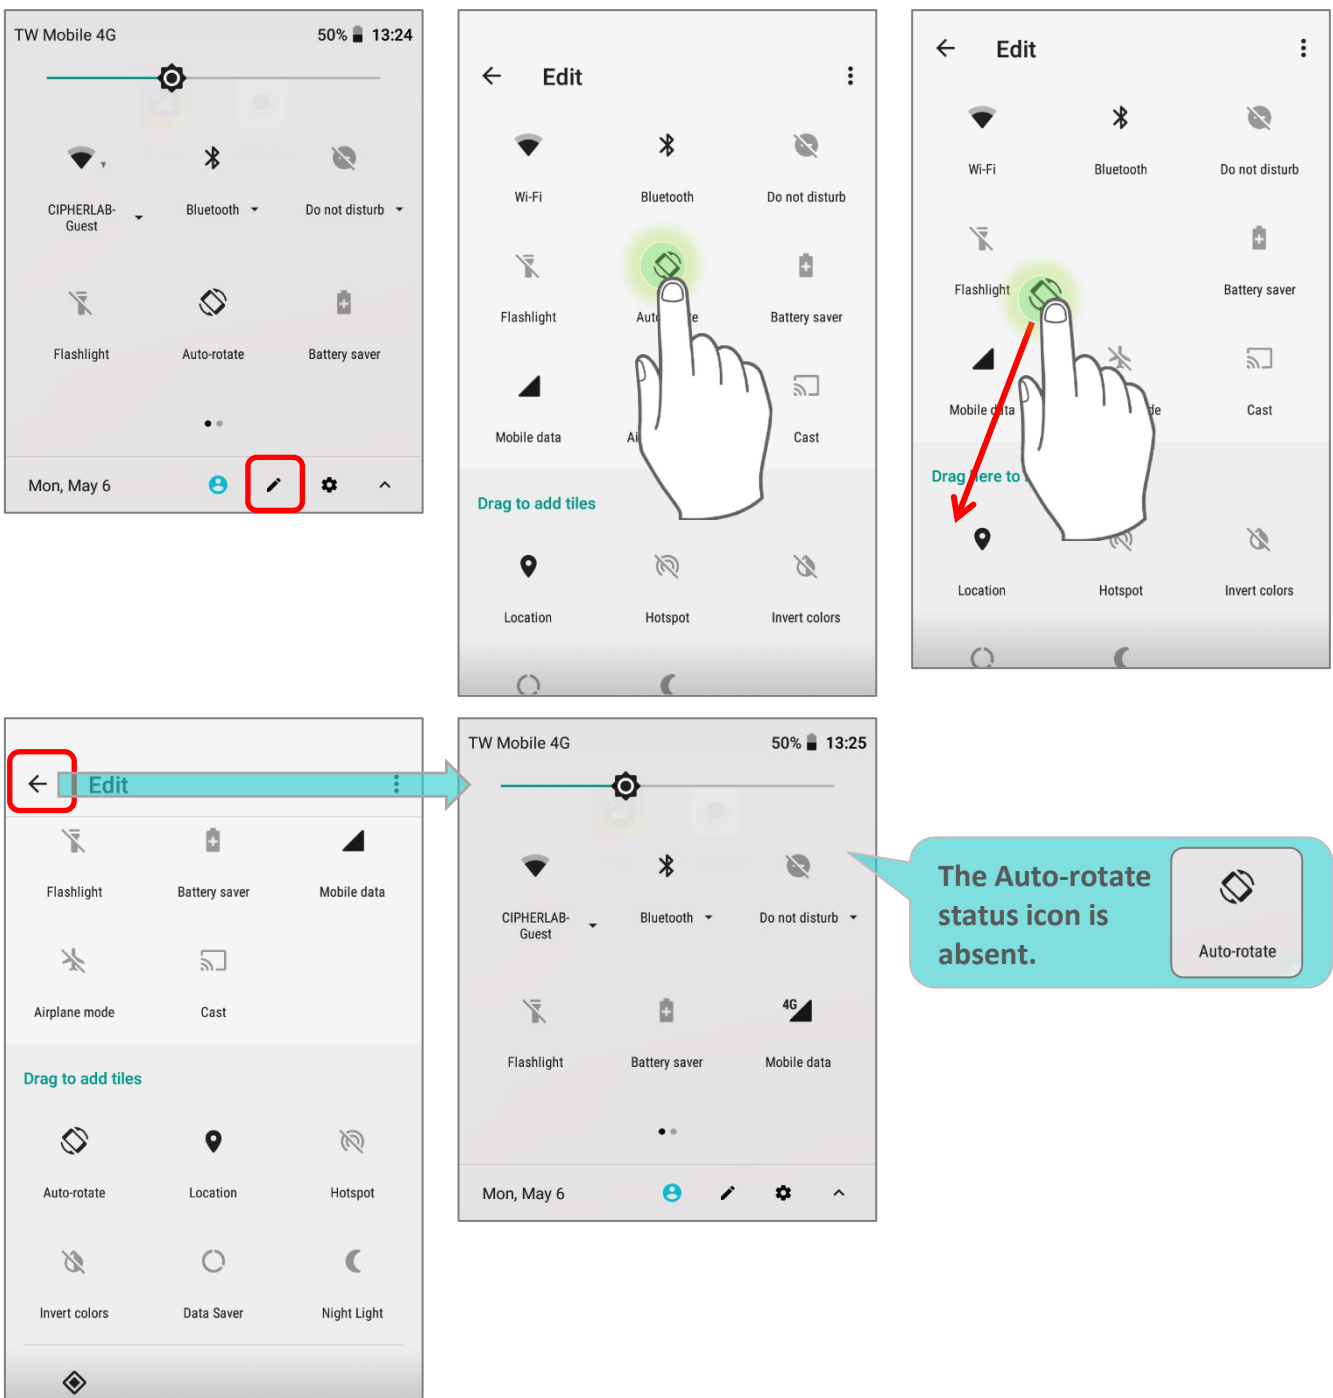 TW Mobile 4G 50% 13:24
CIPHERLAB-
Guest
Bluetooth
Do not disturb
Flashlight
Auto-rotate
Battery saver
Mon, May 6
Edit
Wi-Fi
Bluetooth
Do not disturb
Flashlight
Battery saver
Mobile data
Cast
Drag to add tiles
Location
Hotspot
Invert colors
Edit
Wi-Fi
Bluetooth
Do not disturb
Flashlight
Battery saver
Mobile data
Cast
Drag here to
Location
Hotspot
Invert colors
Edit
Flashlight
Battery saver
Mobile data
Airplane mode
Cast
Drag to add tiles
Auto-rotate
Location
Hotspot
Invert colors
Data Saver
Night Light
TW Mobile 4G 50% 13:25
CIPHERLAB-
Guest
Bluetooth
Do not disturb
Flashlight
Battery saver
4G
Mobile data
Mon, May 6
The Auto-rotate
status icon is
absent.
Auto-rotate